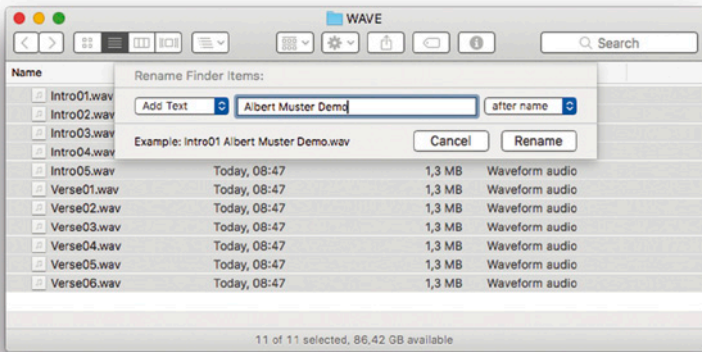 WAVE
Search
Name
Rename Finder Items:
Add Text Albert Muster Demo after name
Example: Intro01 Albert Muster Demo.wav Cancel Rename
Intro01.wav
Intro02.wav
Intro03.wav
Intro04.wav
Intro05.wav Today, 08:47 1,3 MB Waveform audio
Verse01.wav Today, 08:47 1,3 MB Waveform audio
Verse02.wav Today, 08:47 1,3 MB Waveform audio
Verse03.wav Today, 08:47 1,3 MB Waveform audio
Verse04.wav Today, 08:47 1,3 MB Waveform audio
Verse05.wav Today, 08:47 1,3 MB Waveform audio
Verse06.wav Today, 08:47 1,3 MB Waveform audio
11 of 11 selected, 86,42 GB available